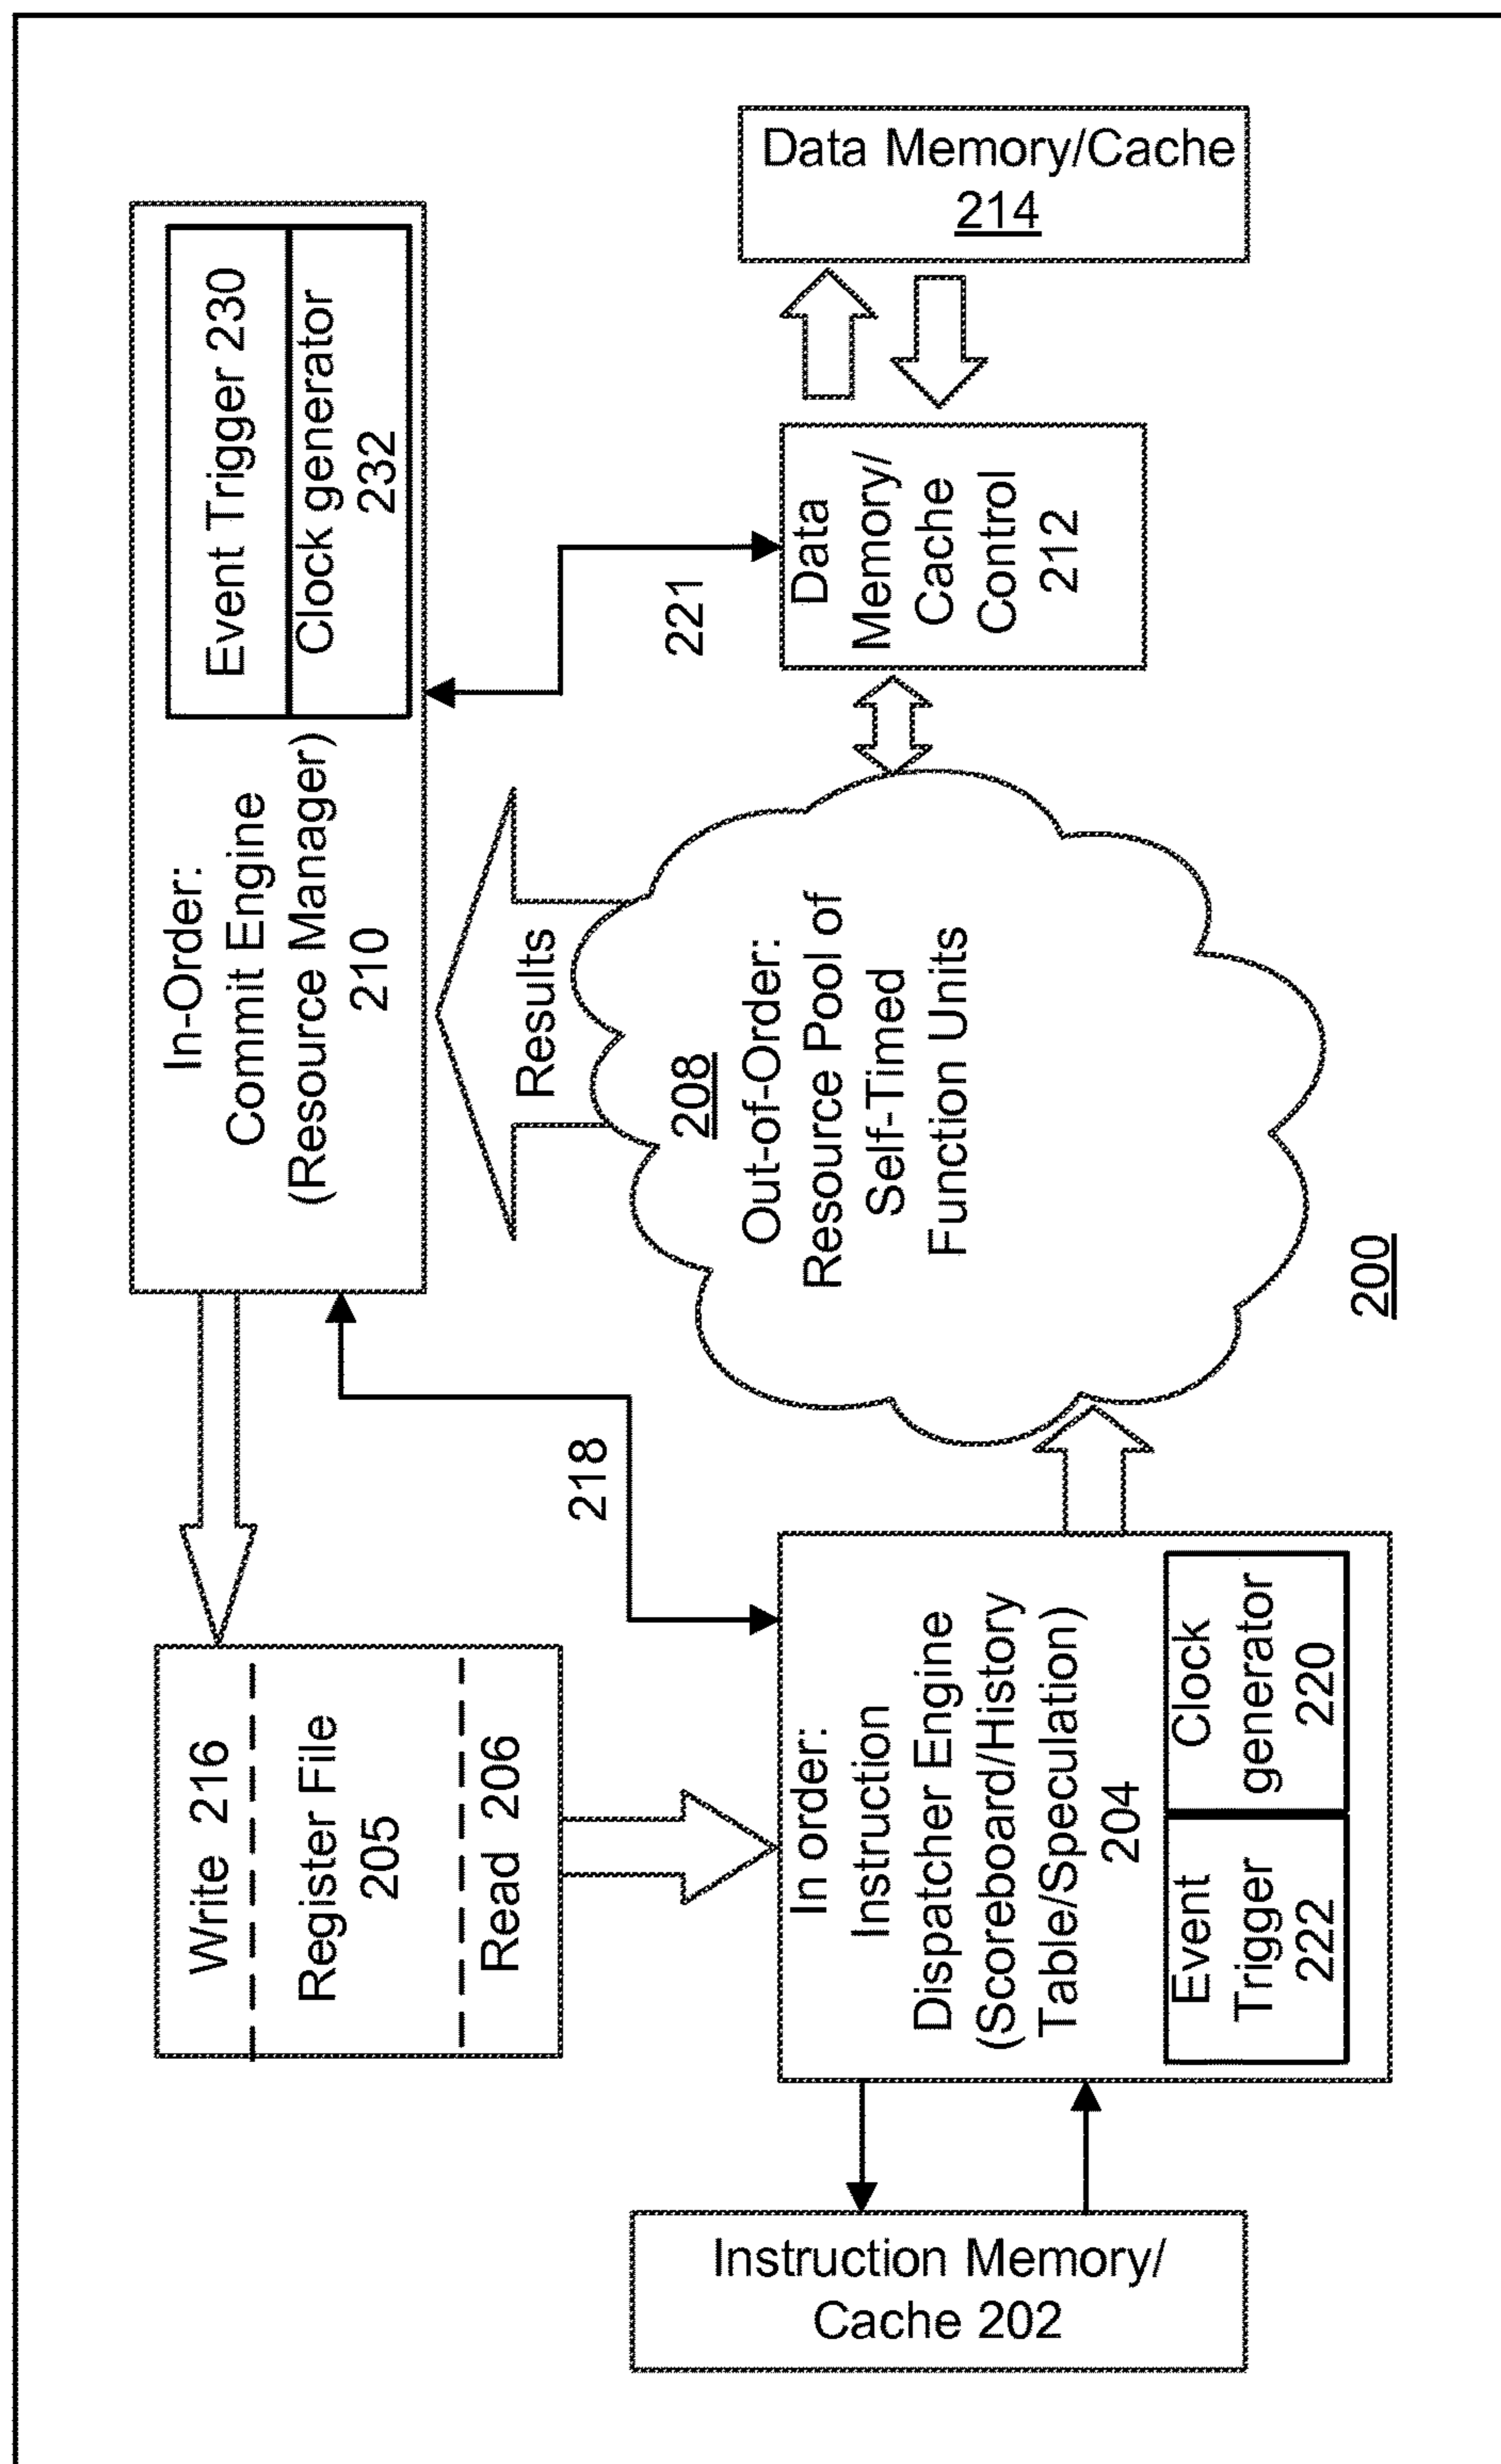 Data Memory/Cache
214
Event Trigger 230
Clock generator
232
In-Order:
Commit Engine
(Resource Manager)
210
221
Data
Memory/
Cache
Control
212
Results
208
Out-of-Order:
Resource Pool of
Self-Timed
Function Units
200
218
Write 216
Register File
205
Read 206
In order:
Instruction
Dispatcher Engine
(Scoreboard/History
Table/Speculation)
204
Clock
generator
220
Event
Trigger
222
Instruction Memory/
Cache 202